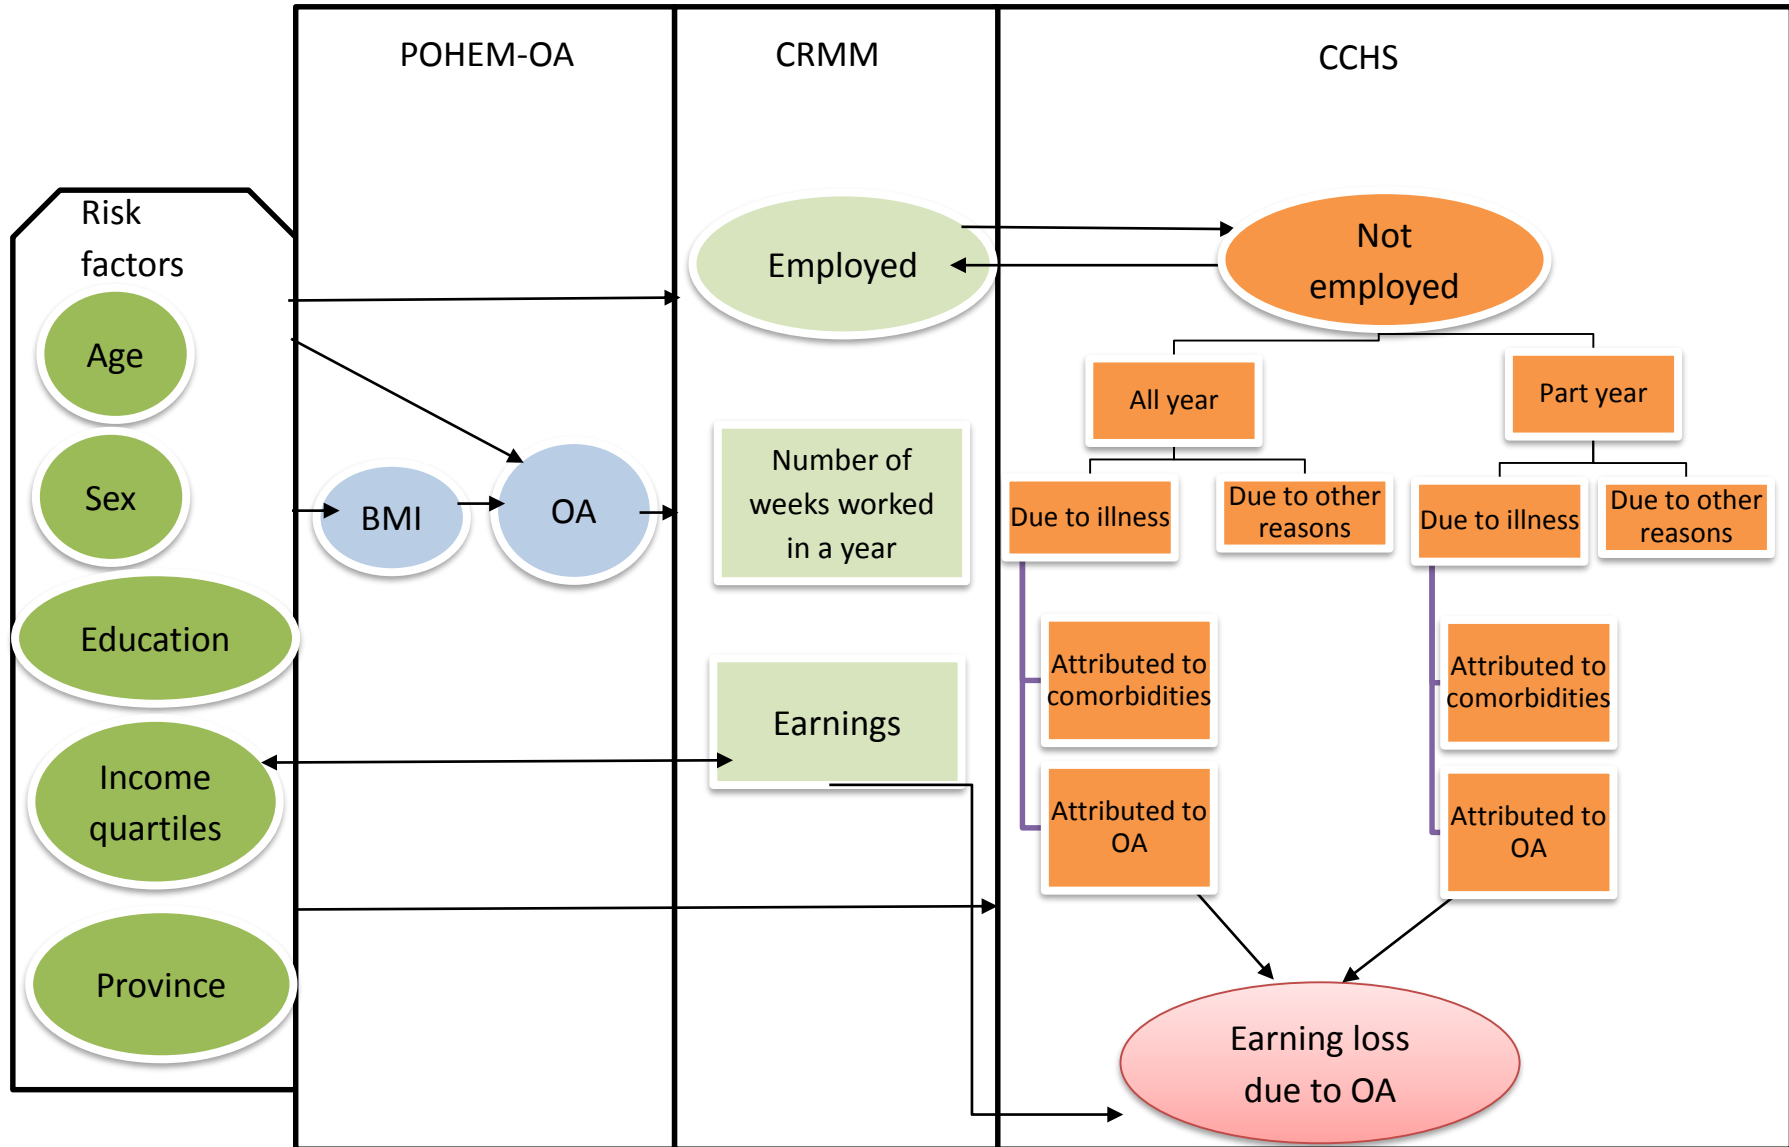 POHEM-OA
CRMM
CCHS
Risk
factors
Age
Sex
Education
Income
quartiles
Province
BMI
OA
Employed
Number of
weeks worked
in a year
Earnings
Not
employed
All year
Part year
Due to illness
Due to other
reasons
Due to illness
Due to other
reasons
Attributed to
comorbidities
Attributed to
OA
Attributed to
comorbidities
Attributed to
OA
Earning loss
due to OA